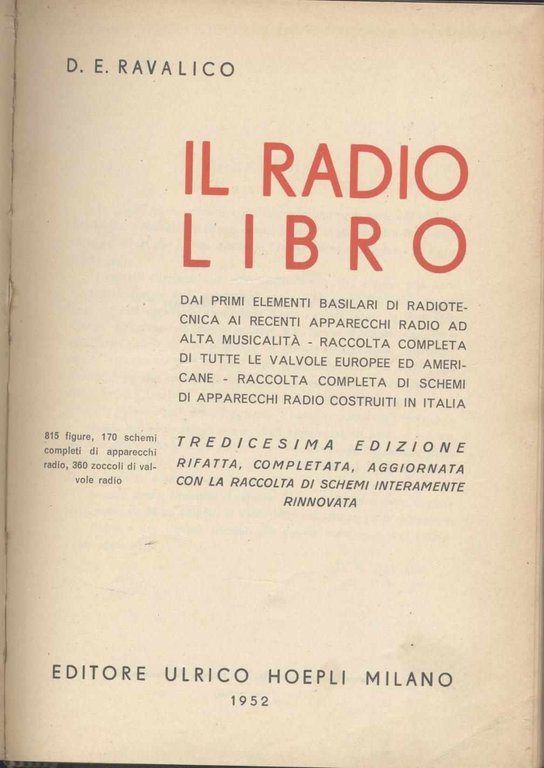 D. E. RAVALICO
IL RADIO
LIBRO
DAI PRIMI ELEMENTI BASILARI DI RADIOTE-
CNICA AI RECENTI APPARECCHI RADIO AD
ALTA MUSICALITÀ - RACCOLTA COMPLETA
DI TUTTE LE VALVOLE EUROPEE ED AMERI-
CANE - RACCOLTA COMPLETA DI SCHEMI
DI APPARECCHI RADIO COSTRUITI IN ITALIA
815 figure, 170 schemi
completi di apparecchi
radio, 360 zoccoli di val-
vole radio
TREDICESIMA EDIZIONE
RIFATTA, COMPLETATA, AGGIORNATA
CON LA RACCOLTA DI SCHEMI INTERAMENTE
RINNOVATA
EDITORE ULRICO HOEPLI MILANO
1952